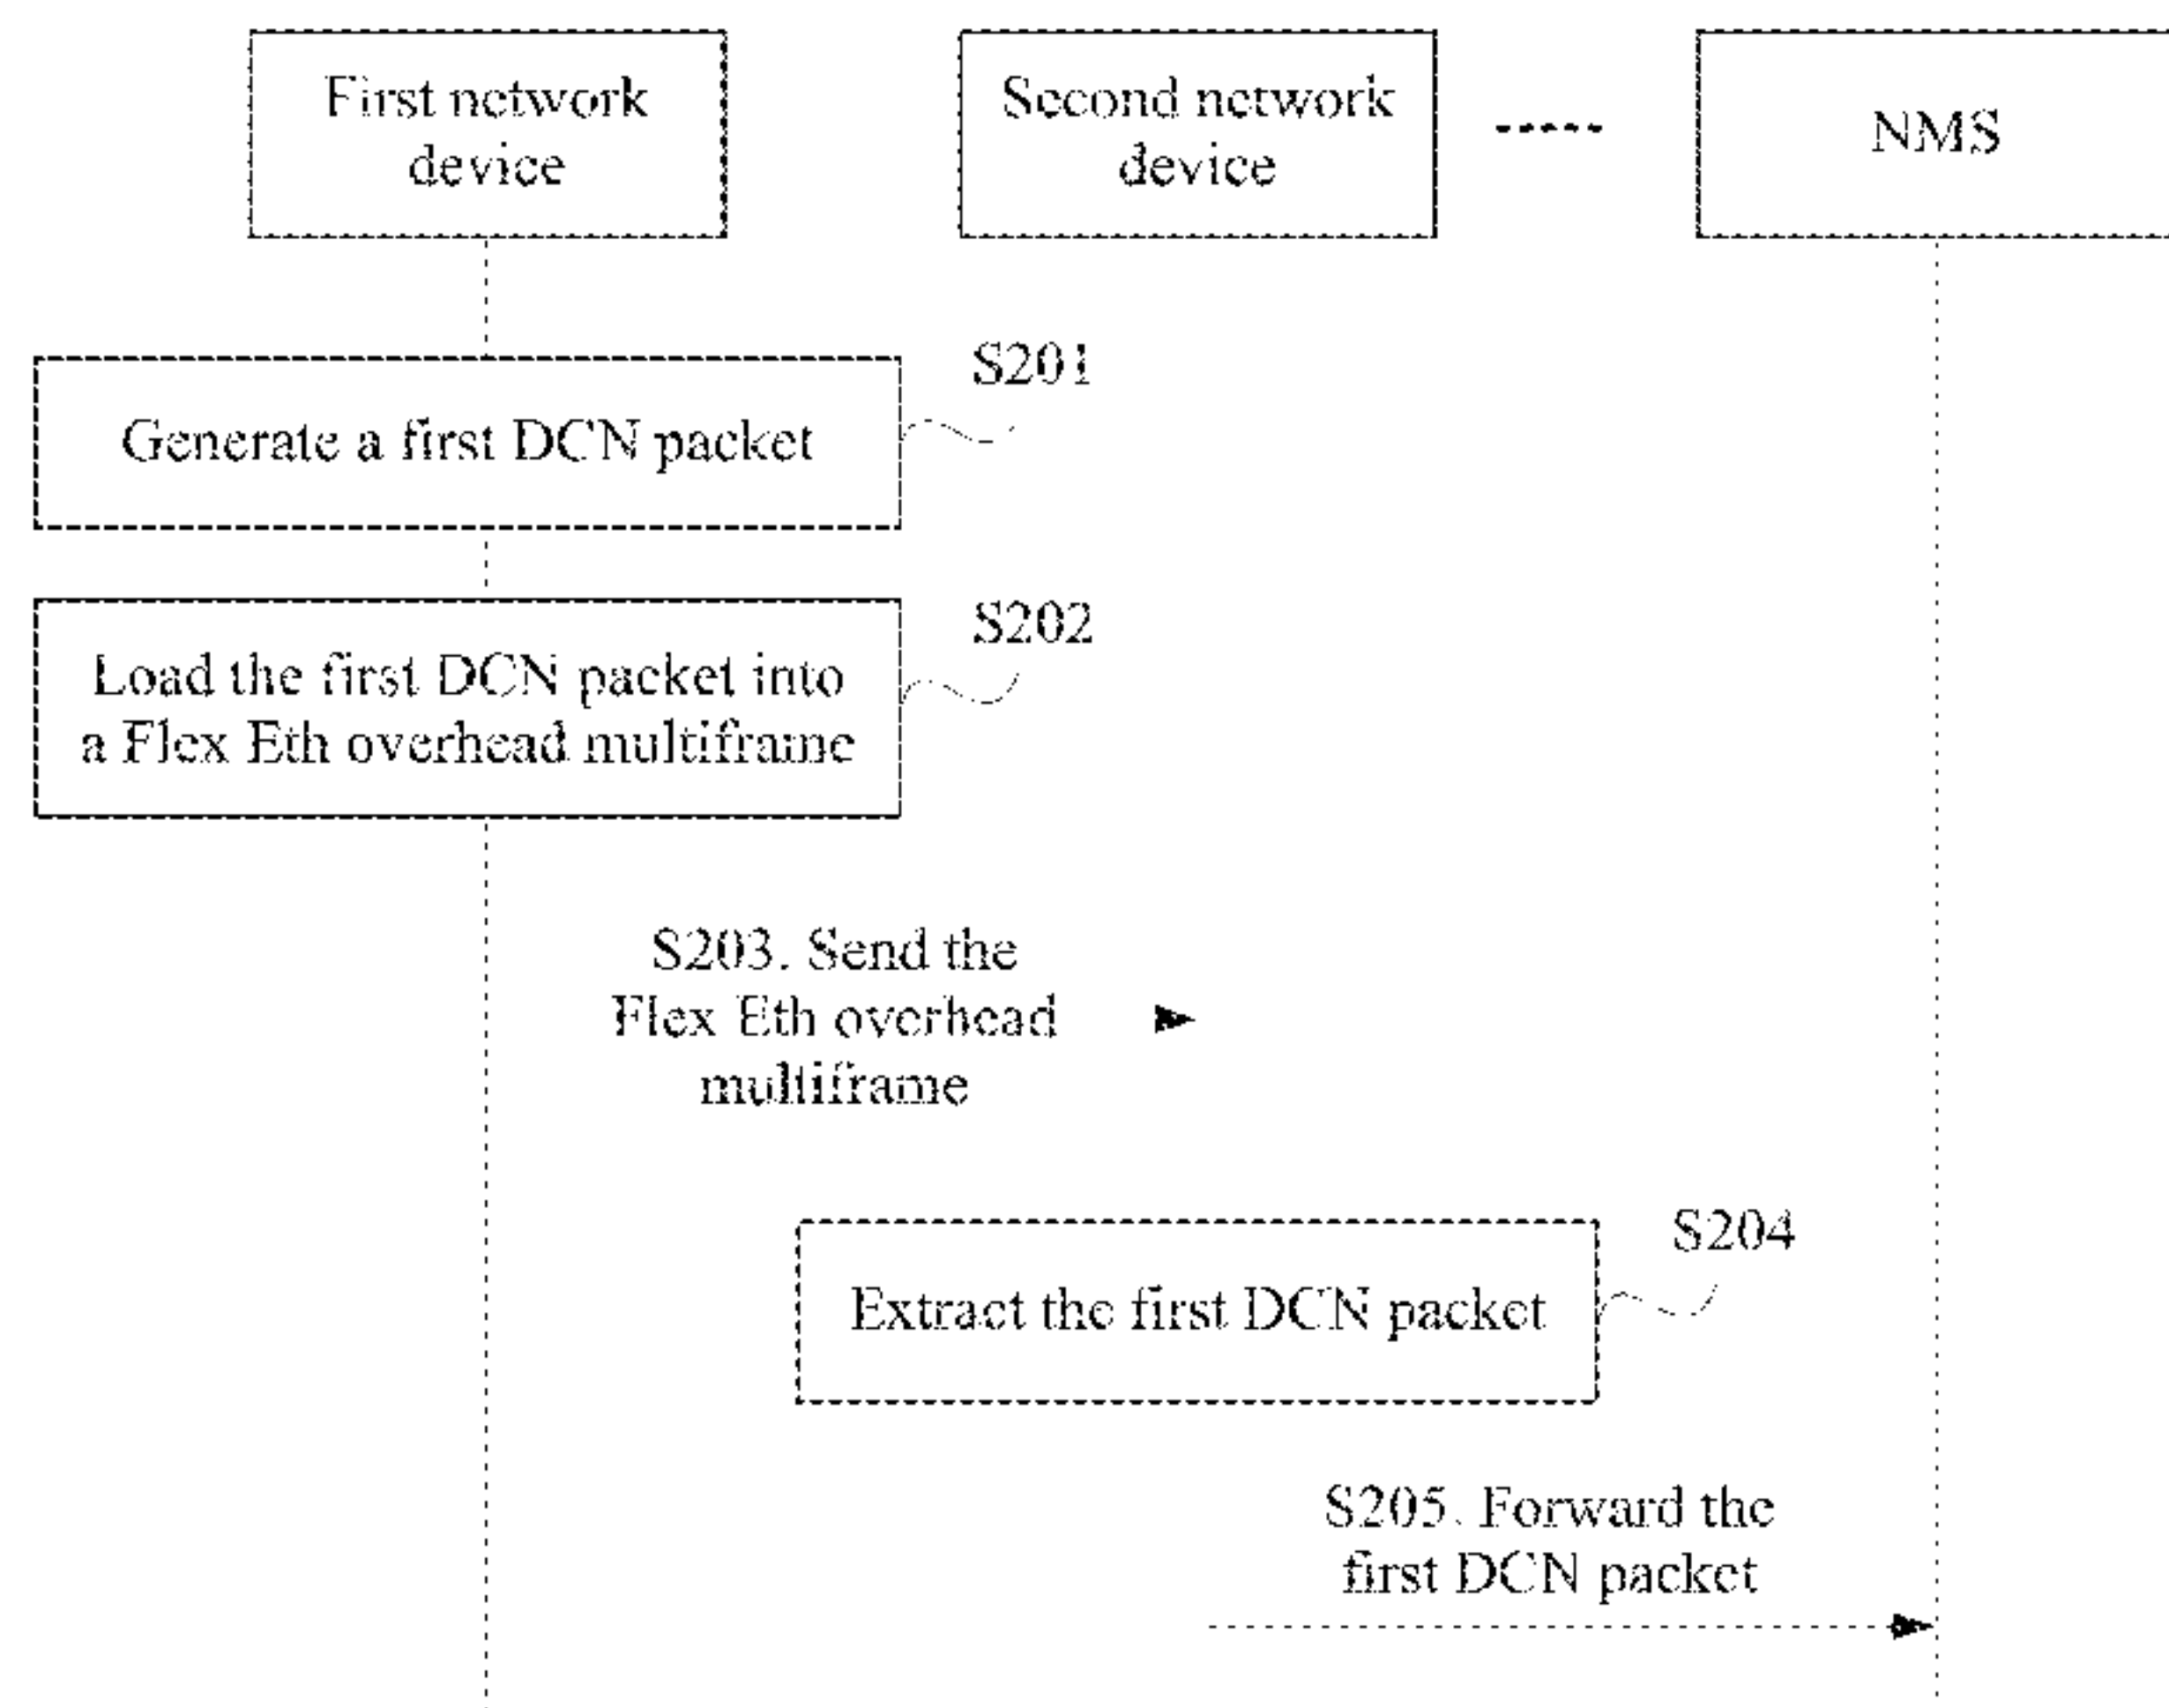 First network
device
Second network
device
NMS
S201
Generate a first DCN packet
S202
Load the first DCN packet into
a Flex Eth overhead multiframe
S203. Send the
Flex Eth overhead
multiframe
S204
Extract the first DCN packet
S205. Forward the
first DCN packet